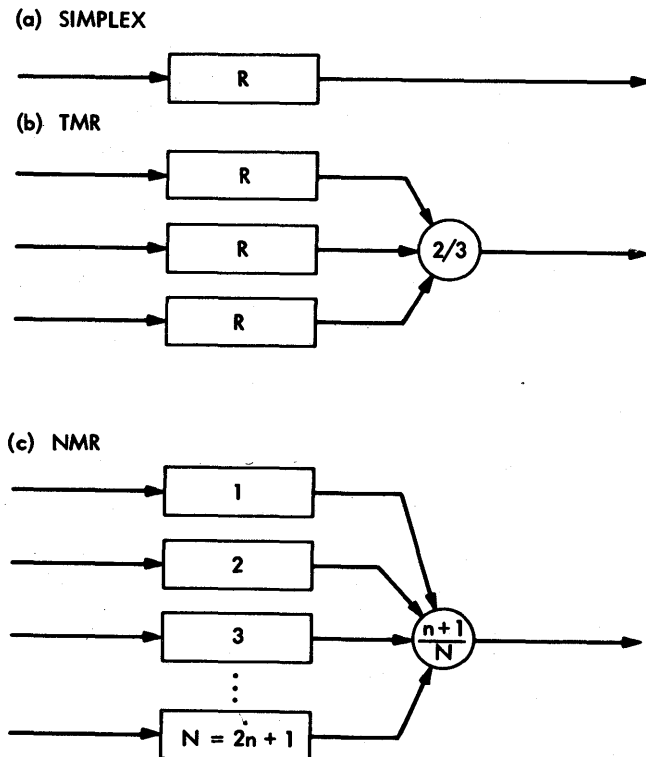 (a) SIMPLEX
R
(b) TMR
R
R
2/3
R
(c) NMR
1
2
3
n+1
N
N = 2n + 1